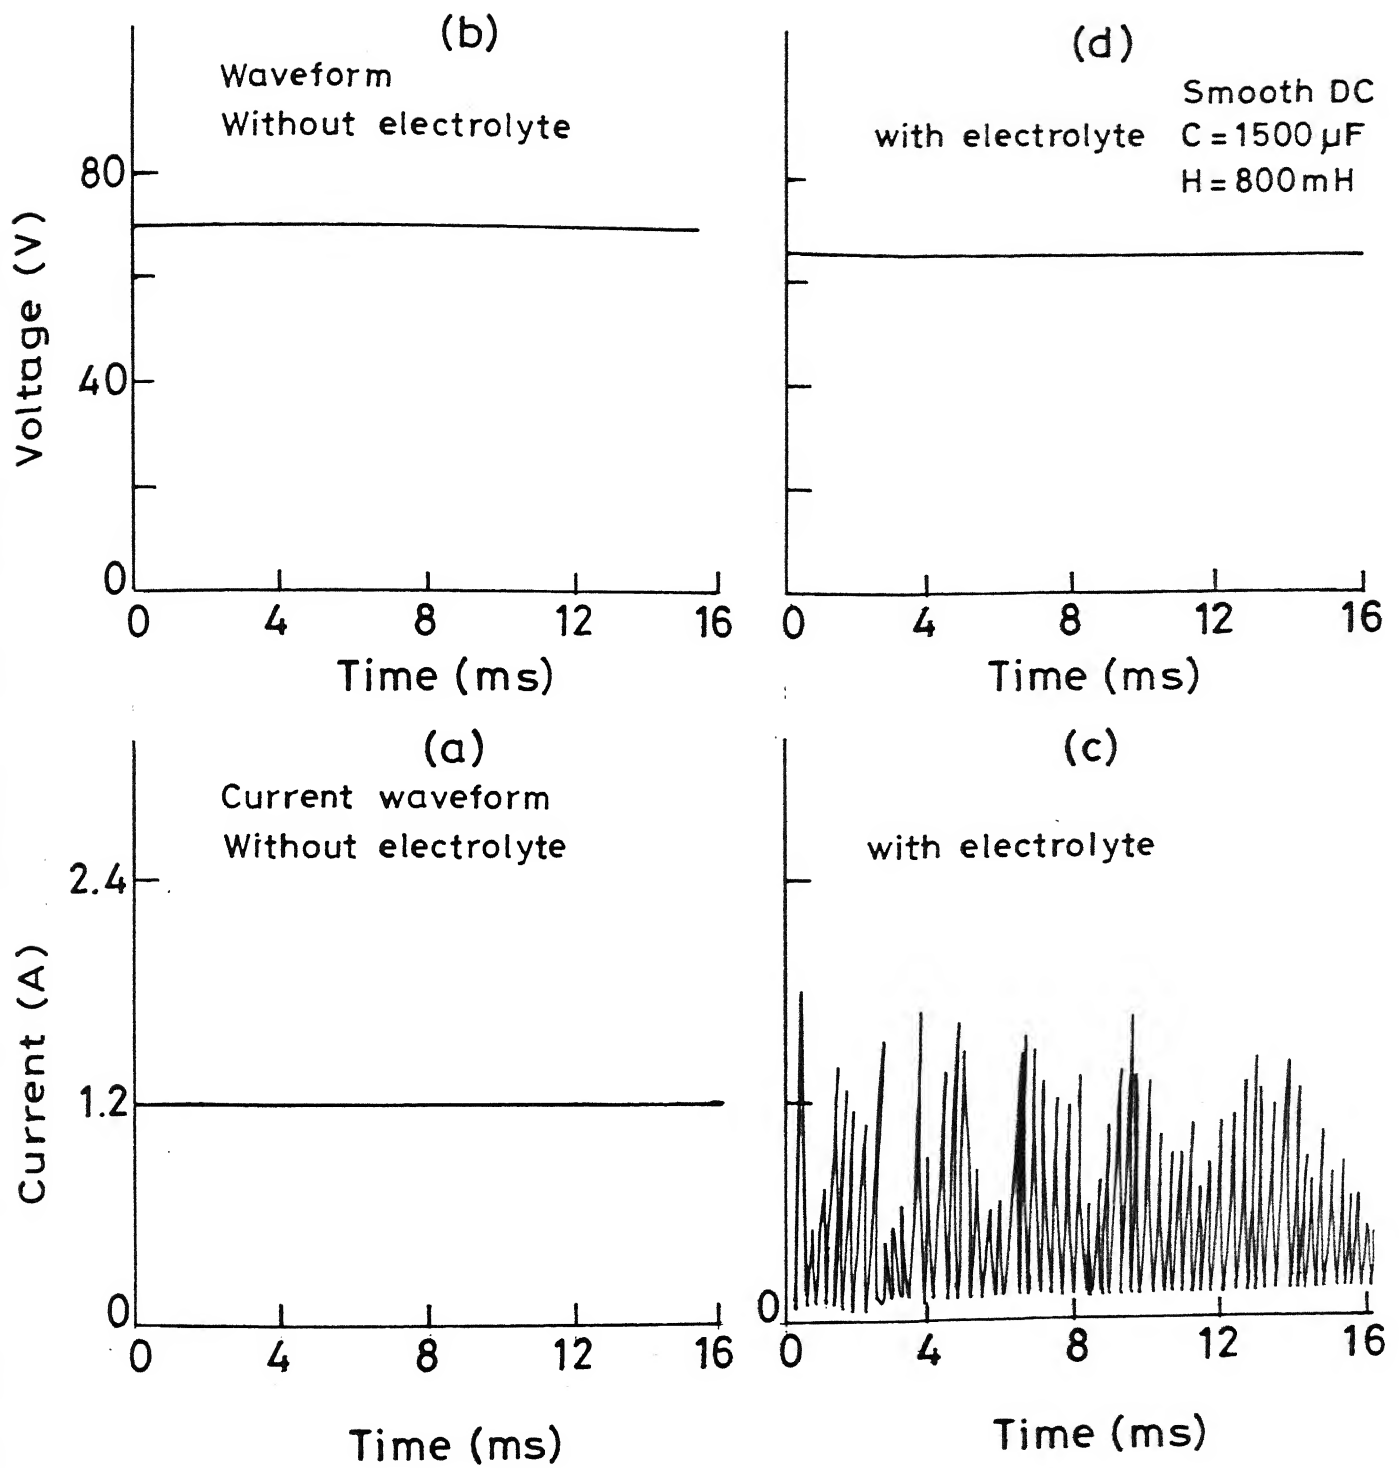 (b)
Waveform
Without electrolyte
80
40
0
Voltage (V)
0 4 8 12 16
Time (ms)
(d)
Smooth DC
with electrolyte C = 1500 µF
H = 800 mH
0 4 8 12 16
Time (ms)
(a)
Current waveform
Without electrolyte
2.4
1.2
0
Current (A)
0 4 8 12 16
Time (ms)
(c)
with electrolyte
0
0 4 8 12 16
Time (ms)